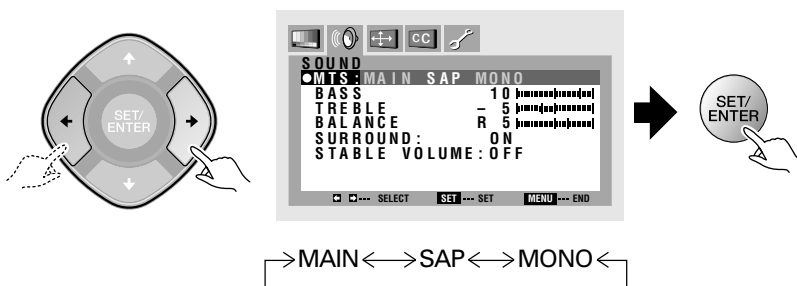 CC
SOUND
MTS:MAIN SAP MONO
BASS 10
TREBLE – 5
BALANCE R 5
SURROUND: ON
STABLE VOLUME:OFF
SELECT SET --- SET MENU --- END
SET/
ENTER
SET/
ENTER
MAIN SAP MONO